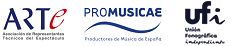 ARTe
Asociación de Representantes
Técnicos del Espectáculo
PROMUSICAE
Productores de Música de España
ufi
Unión
Fonográfica
independiente